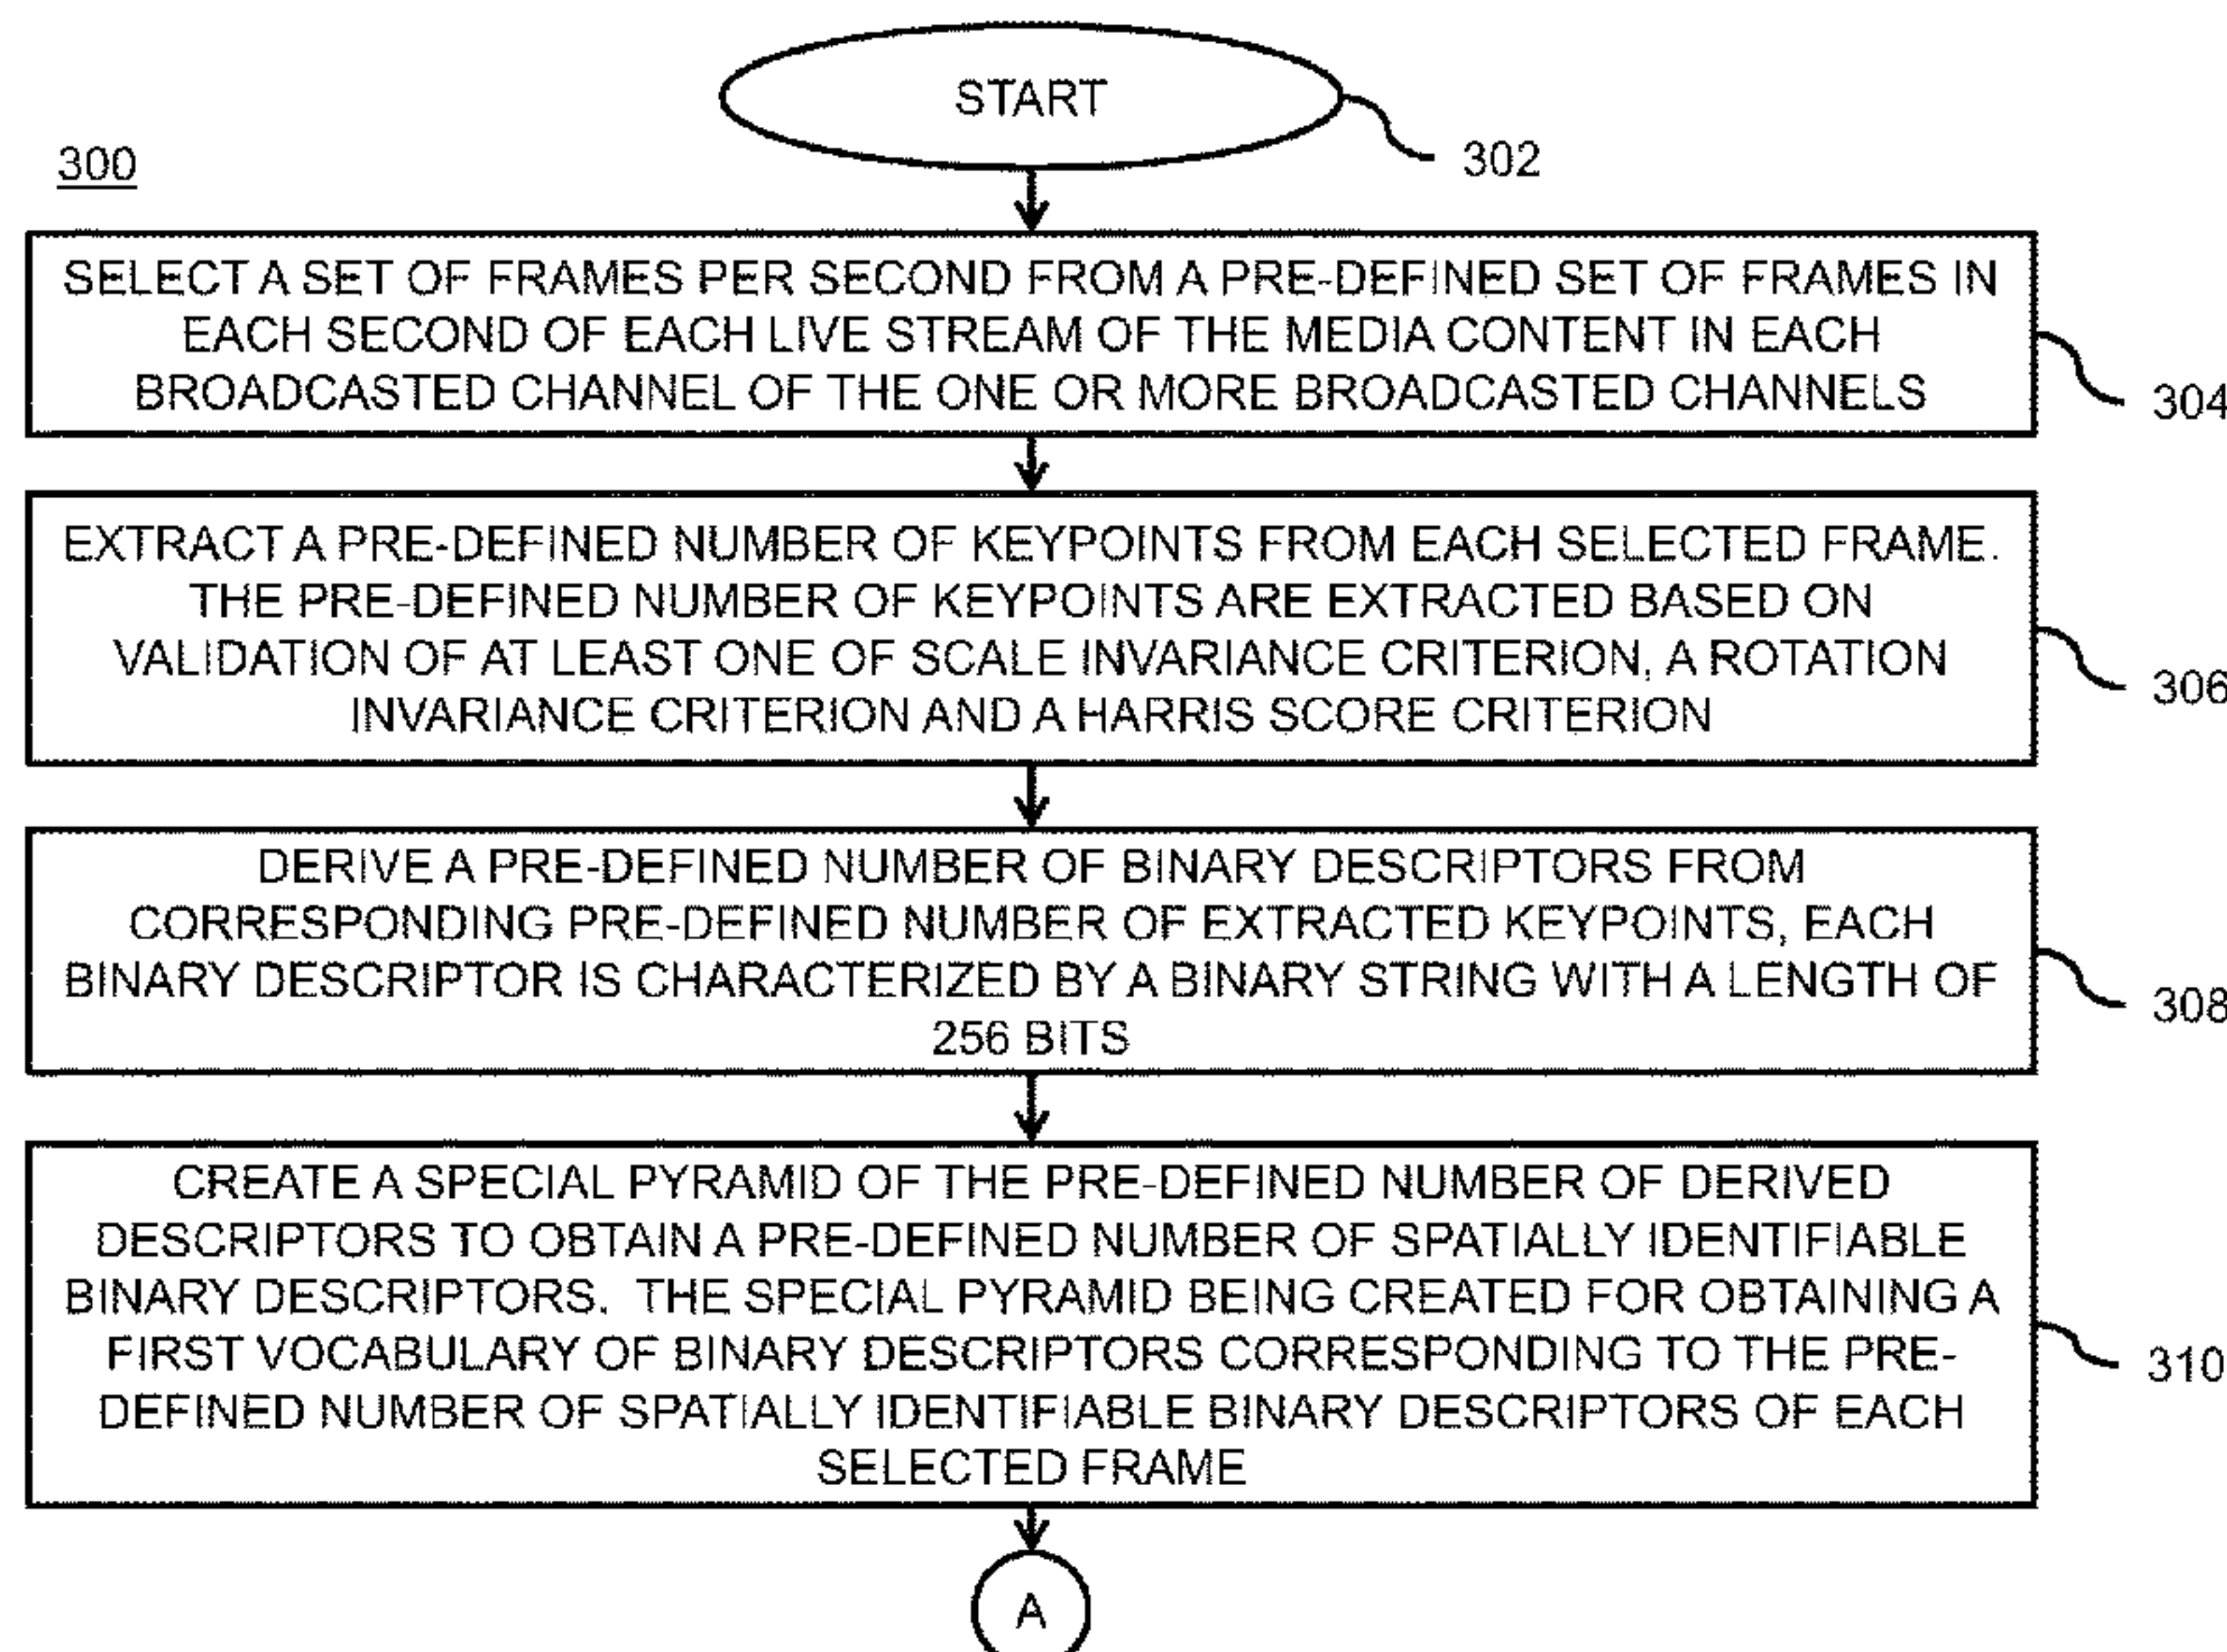 START
302
300
SELECT A SET OF FRAMES PER SECOND FROM A PRE-DEFINED SET OF FRAMES IN
EACH SECOND OF EACH LIVE STREAM OF THE MEDIA CONTENT IN EACH
BROADCASTED CHANNEL OF THE ONE OR MORE BROADCASTED CHANNELS
304
EXTRACT A PRE-DEFINED NUMBER OF KEYPOINTS FROM EACH SELECTED FRAME.
THE PRE-DEFINED NUMBER OF KEYPOINTS ARE EXTRACTED BASED ON
VALIDATION OF AT LEAST ONE OF SCALE INVARIANCE CRITERION, A ROTATION
INVARIANCE CRITERION AND A HARRIS SCORE CRITERION
306
DERIVE A PRE-DEFINED NUMBER OF BINARY DESCRIPTORS FROM
CORRESPONDING PRE-DEFINED NUMBER OF EXTRACTED KEYPOINTS, EACH
BINARY DESCRIPTOR IS CHARACTERIZED BY A BINARY STRING WITH A LENGTH OF
256 BITS
308
CREATE A SPECIAL PYRAMID OF THE PRE-DEFINED NUMBER OF DERIVED
DESCRIPTORS TO OBTAIN A PRE-DEFINED NUMBER OF SPATIALLY IDENTIFIABLE
BINARY DESCRIPTORS. THE SPECIAL PYRAMID BEING CREATED FOR OBTAINING A
FIRST VOCABULARY OF BINARY DESCRIPTORS CORRESPONDING TO THE PRE-
DEFINED NUMBER OF SPATIALLY IDENTIFIABLE BINARY DESCRIPTORS OF EACH
SELECTED FRAME
310
A